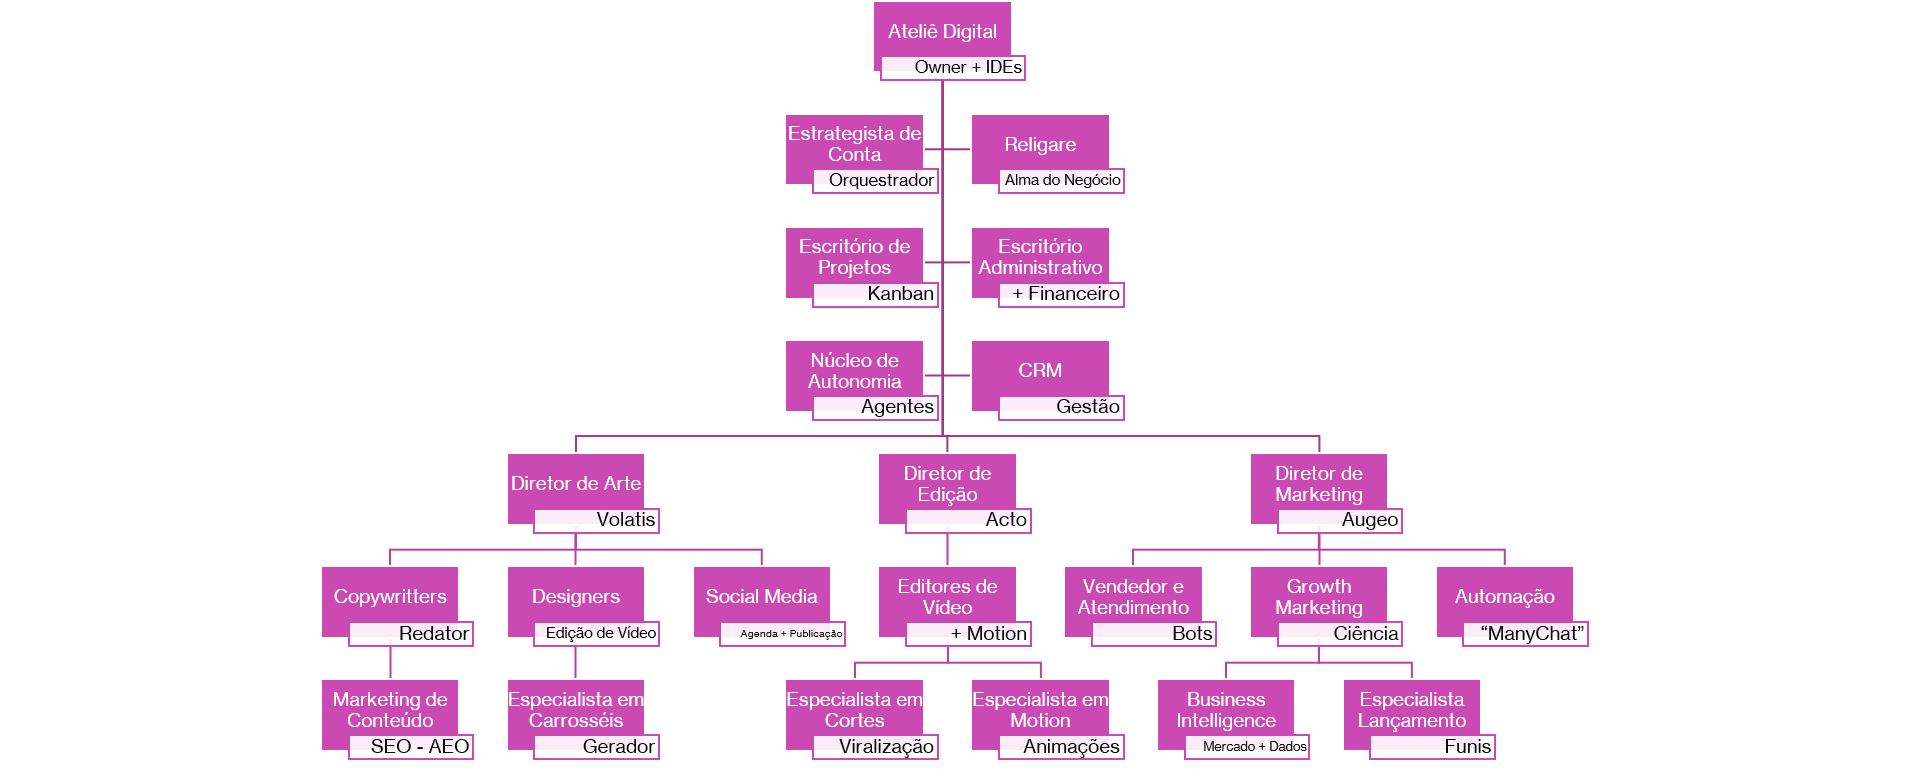 Ateliê Digital
Owner + IDEs
Estrategista de
Conta
Orquestrador
Religare
Alma do Negócio
Escritório de
Projetos
Kanban
Escritório
Administrativo
+ Financeiro
Núcleo de
Autonomia
Agentes
CRM
Gestão
Diretor de Arte
Volatis
Diretor de
Edição
Acto
Diretor de
Marketing
Augeo
Copywritters
Redator
Designers
Edição de Vídeo
Social Media
Agenda + Publicação
Editores de
Vídeo
+ Motion
Vendedor e
Atendimento
Bots
Growth
Marketing
Ciência
Automação
“ManyChat”
Marketing de
Conteúdo
SEO - AEO
Especialista em
Carrosséis
Gerador
Especialista em
Cortes
Viralização
Especialista em
Motion
Animações
Business
Intelligence
Mercado + Dados
Especialista
Lançamento
Funis